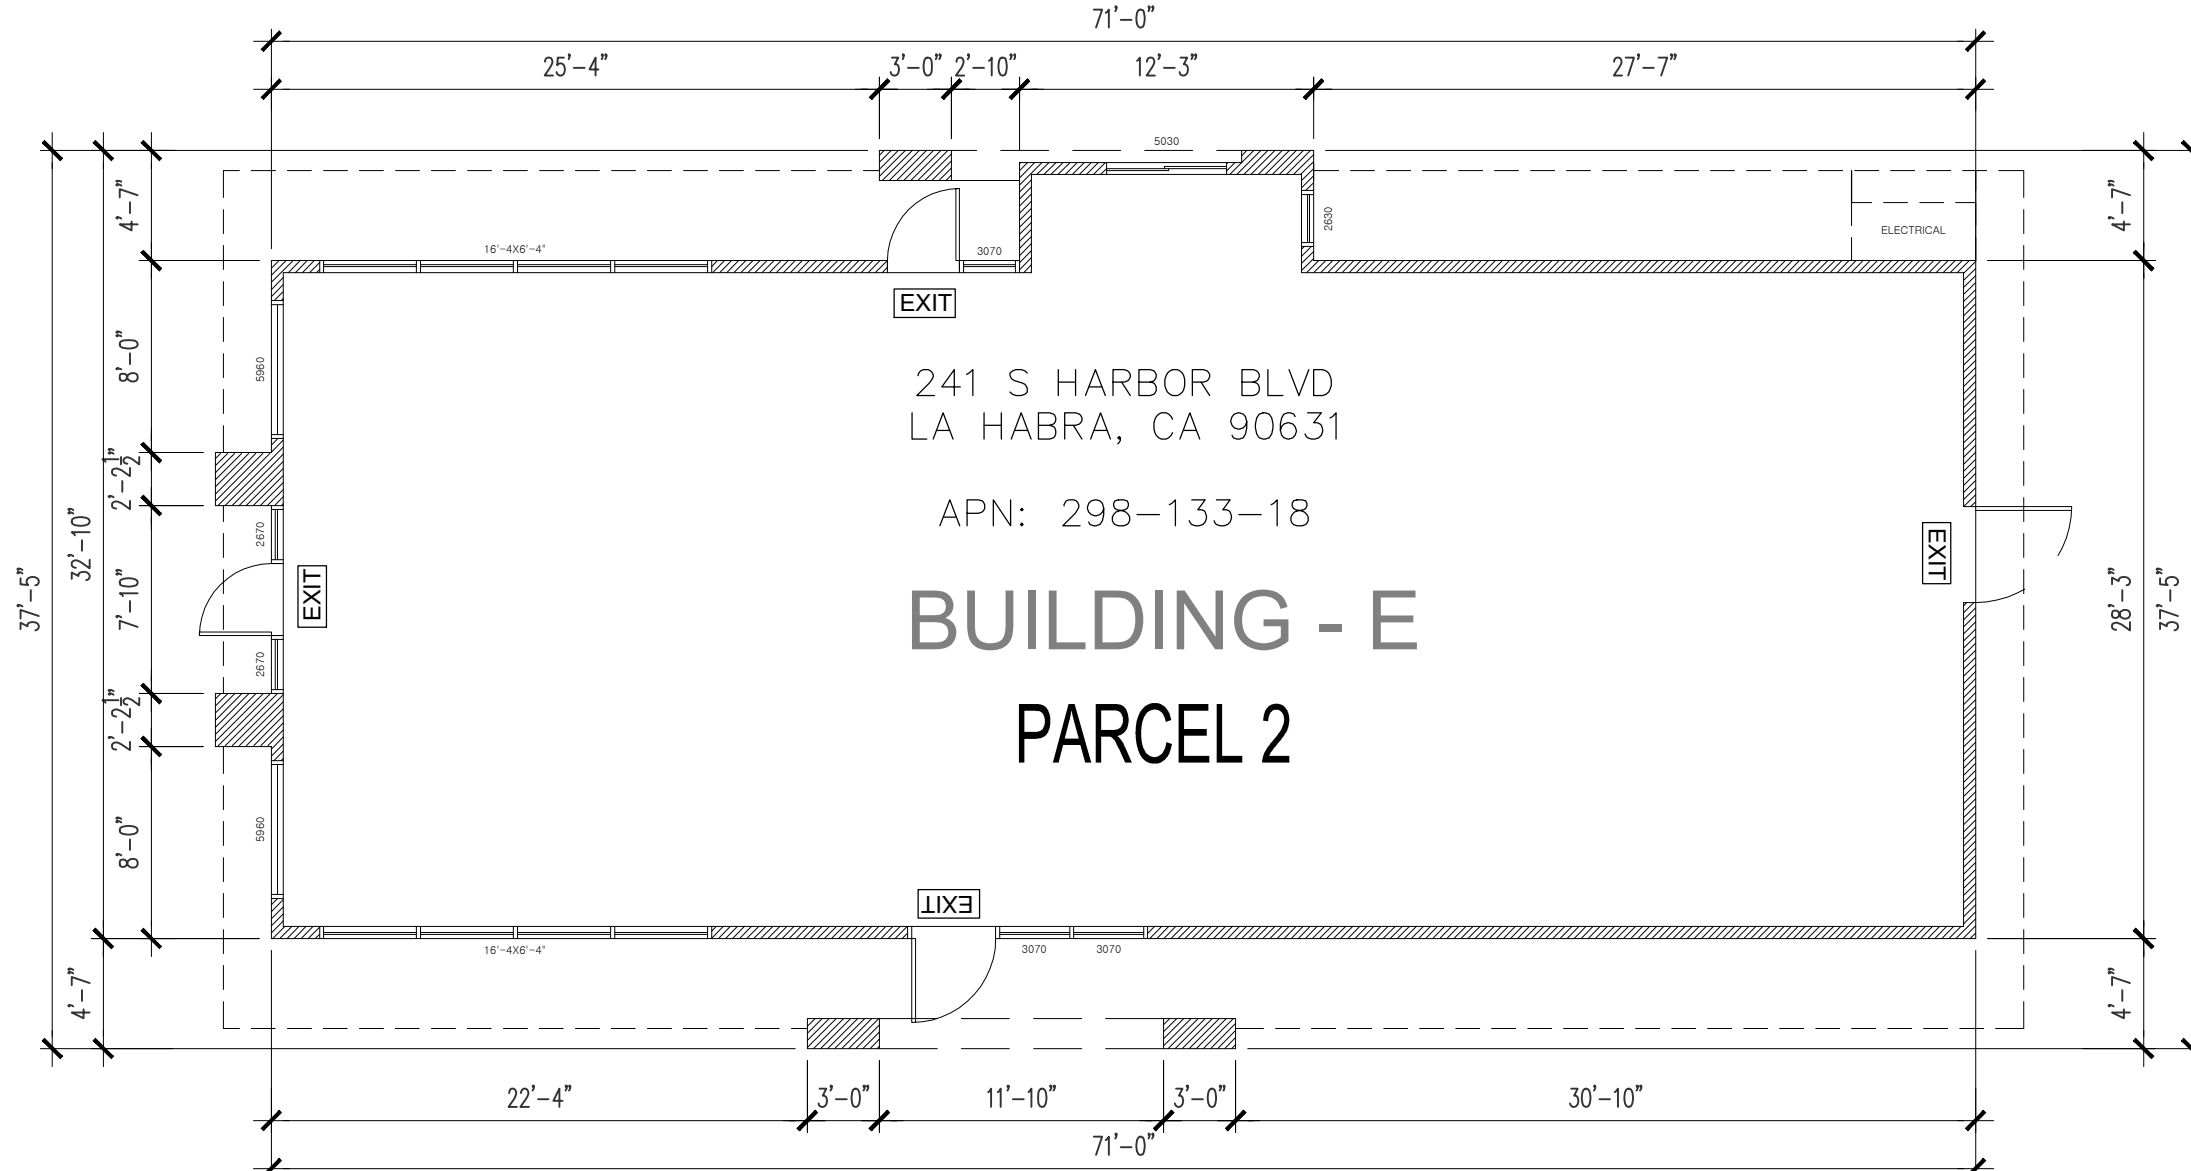 71'-0"
25'-4" 3'-0" 2'-10" 12'-3" 27'-7"
5030
4'-7"
4'-7"
2630
ELECTRICAL
16'-4X6'-4"
3070
EXIT
8'-0"
5960
241 S HARBOR BLVD
LA HABRA, CA 90631
2'-2 1/2"
APN: 298-133-18
2670
EXIT
37'-5"
32'-10"
7'-10"
EXIT
28'-3"
37'-5"
BUILDING - E
2670
2'-2 1/2"
PARCEL 2
8'-0"
5960
EXIT
16'-4X6'-4"
3070 3070
4'-7"
4'-7"
22'-4" 3'-0" 11'-10" 3'-0" 30'-10"
71'-0"